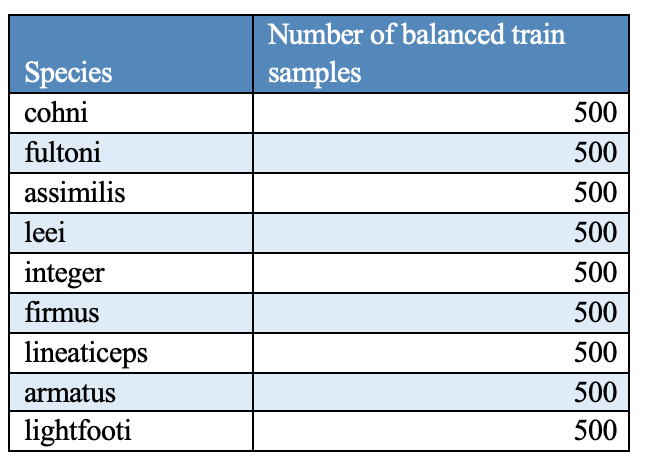 Species Number of balanced train samples
cohni 500
fultoni 500
assimilis 500
leei 500
integer 500
firmus 500
lineaticeps 500
armatus 500
lightfooti 500